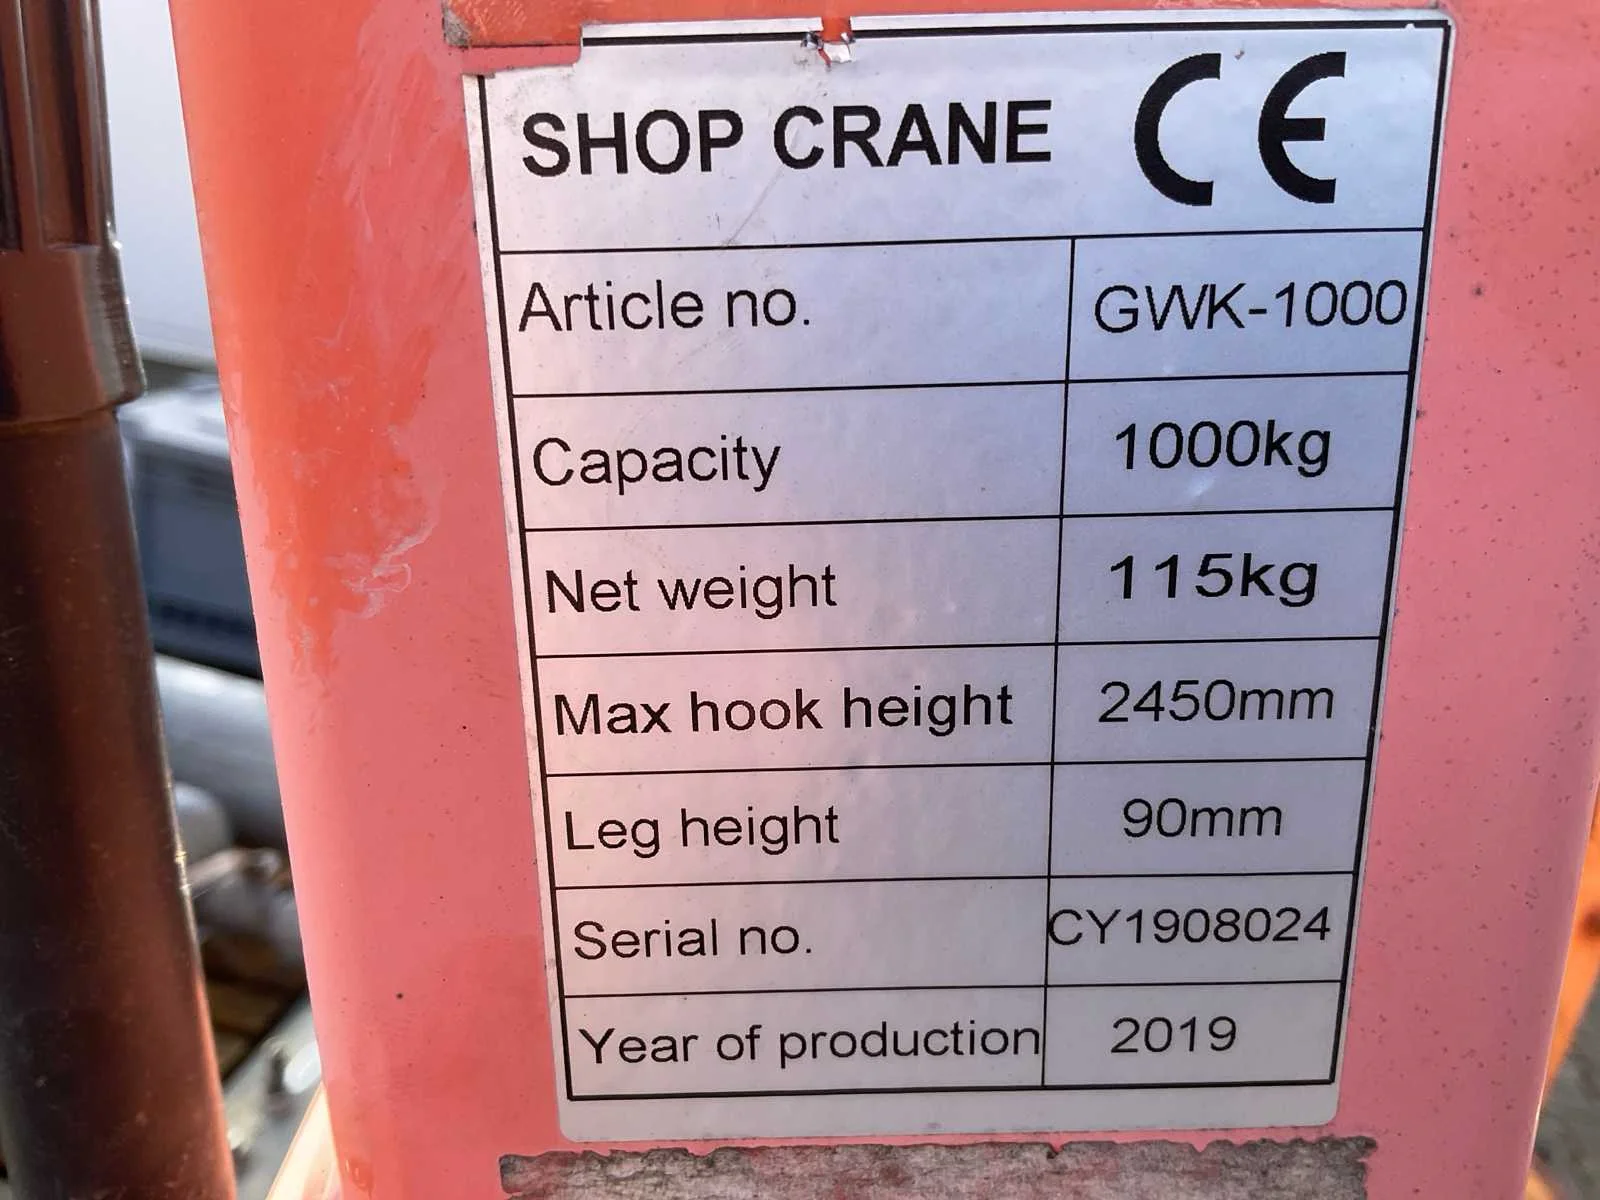 SHOP CRANE CE
Article no. GWK-1000
Capacity 1000kg
Net weight 115kg
Max hook height 2450mm
Leg height 90mm
Serial no. CY1908024
Year of production 2019